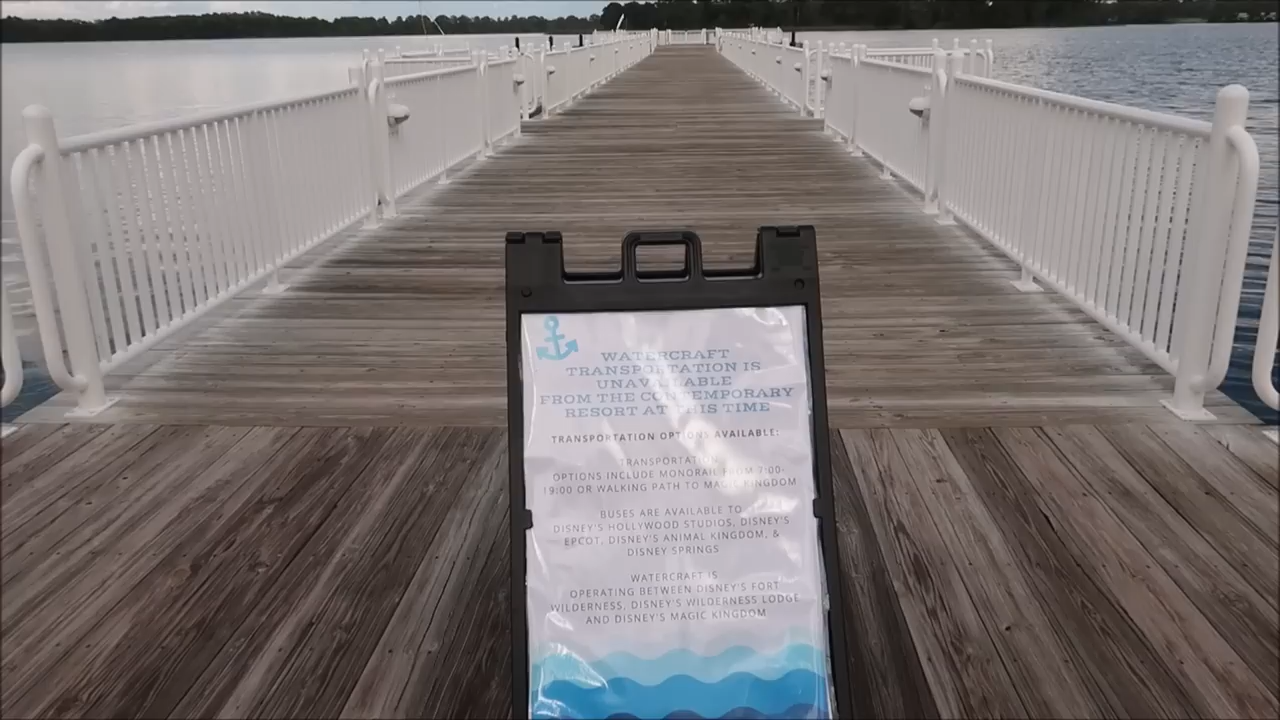 WATERCRAFT
TRANSPORTATION IS
UNAVAILABLE
FROM THE CONTEMPORARY
RESORT AT THIS TIME
TRANSPORTATION OPTIONS AVAILABLE:
TRANSPORTATION
OPTIONS INCLUDE MONORAIL FROM 7:00-
19:00 OR WALKING PATH TO MAGIC KINGDOM
BUSES ARE AVAILABLE TO
DISNEY'S HOLLYWOOD STUDIOS, DISNEY'S
EPCOT, DISNEY'S ANIMAL KINGDOM, &
DISNEY SPRINGS
WATERCRAFT IS
OPERATING BETWEEN DISNEY'S FORT
WILDERNESS, DISNEY'S WILDERNESS LODGE
AND DISNEY'S MAGIC KINGDOM